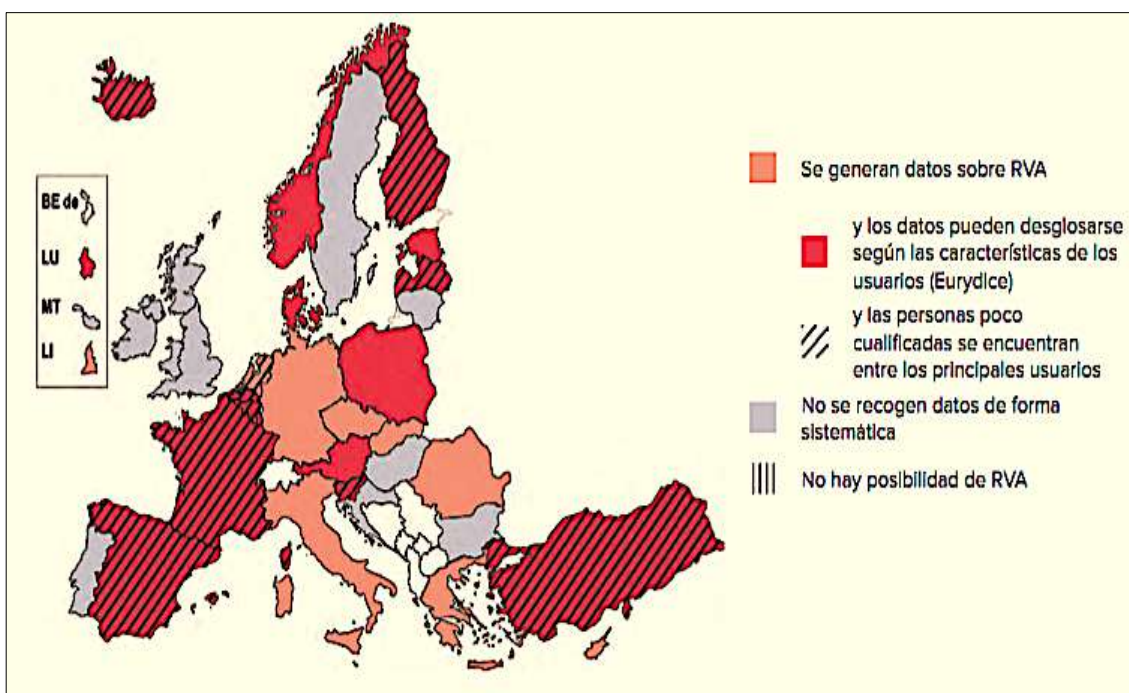 BE de
LU
MT
LI
Se generan datos sobre RVA
y los datos pueden desglosarse
según las características de los
usuarios (Eurydice)
y las personas poco
cualificadas se encuentran
entre los principales usuarios
No se recogen datos de forma
sistemática
No hay posibilidad de RVA